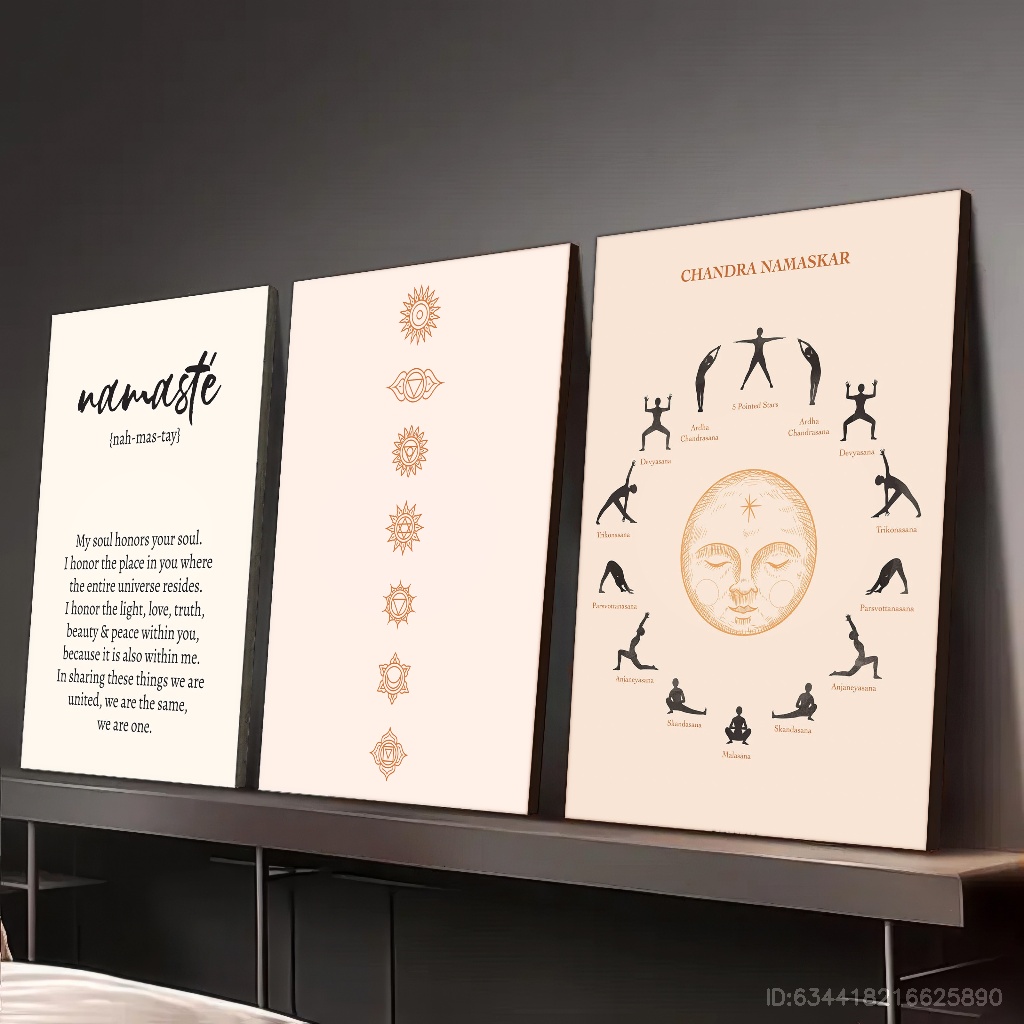 namasté
{nah-mas-tay}
My soul honors your soul.
I honor the place in you where
the entire universe resides.
I honor the light, love, truth,
beauty & peace within you,
because it is also within me.
In sharing these things we are
united, we are the same,
we are one.
CHANDRA NAMASKAR
5 Pointed Stars
Ardha
Chandrasana
Ardha
Chandrasana
Devyasana
Devyasana
Trikonasana
Trikonasana
Parsvottanasana
Parsvottanasana
Anjaneyasana
Anjaneyasana
Skandasana
Skandasana
Malasana
ID:634418216625890